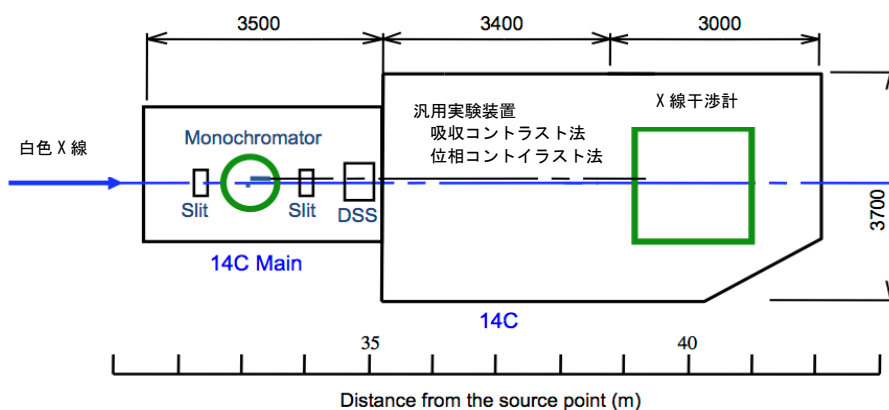 3500
3400
3000
白色 X 線
Monochromator
Slit
Slit
DSS
14C Main
汎用実験装置
吸収コントラスト法
位相コントイラスト法
X 線干渉計
3700
14C
35
40
Distance from the source point (m)